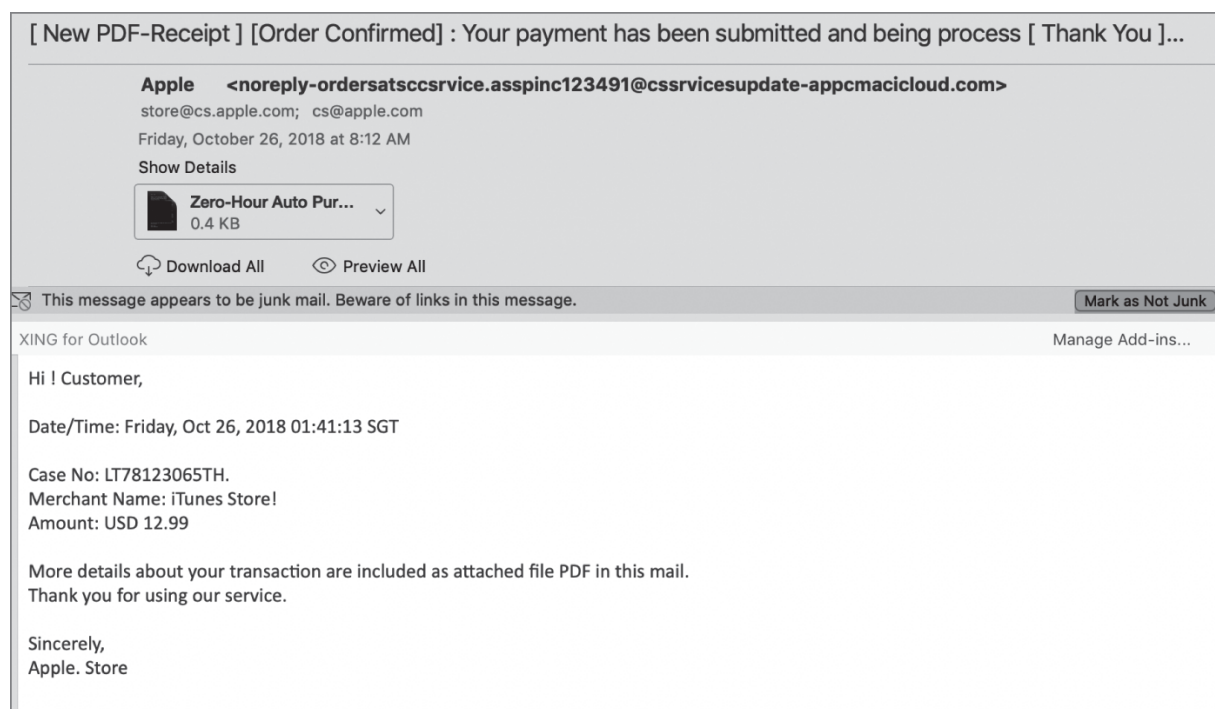 [ New PDF-Receipt ] [Order Confirmed] : Your payment has been submitted and being process [ Thank You ]...
Apple <noreply-ordersatsccsrvice.asspinc123491@cssrvicesupdate-appcmacicloud.com>
store@cs.apple.com; cs@apple.com
Friday, October 26, 2018 at 8:12 AM
Show Details
Zero-Hour Auto Pur...
0.4 KB
Download All Preview All
This message appears to be junk mail. Beware of links in this message. Mark as Not Junk
XING for Outlook Manage Add-ins...
Hi ! Customer,
Date/Time: Friday, Oct 26, 2018 01:41:13 SGT
Case No: LT78123065TH.
Merchant Name: iTunes Store!
Amount: USD 12.99
More details about your transaction are included as attached file PDF in this mail.
Thank you for using our service.
Sincerely,
Apple. Store